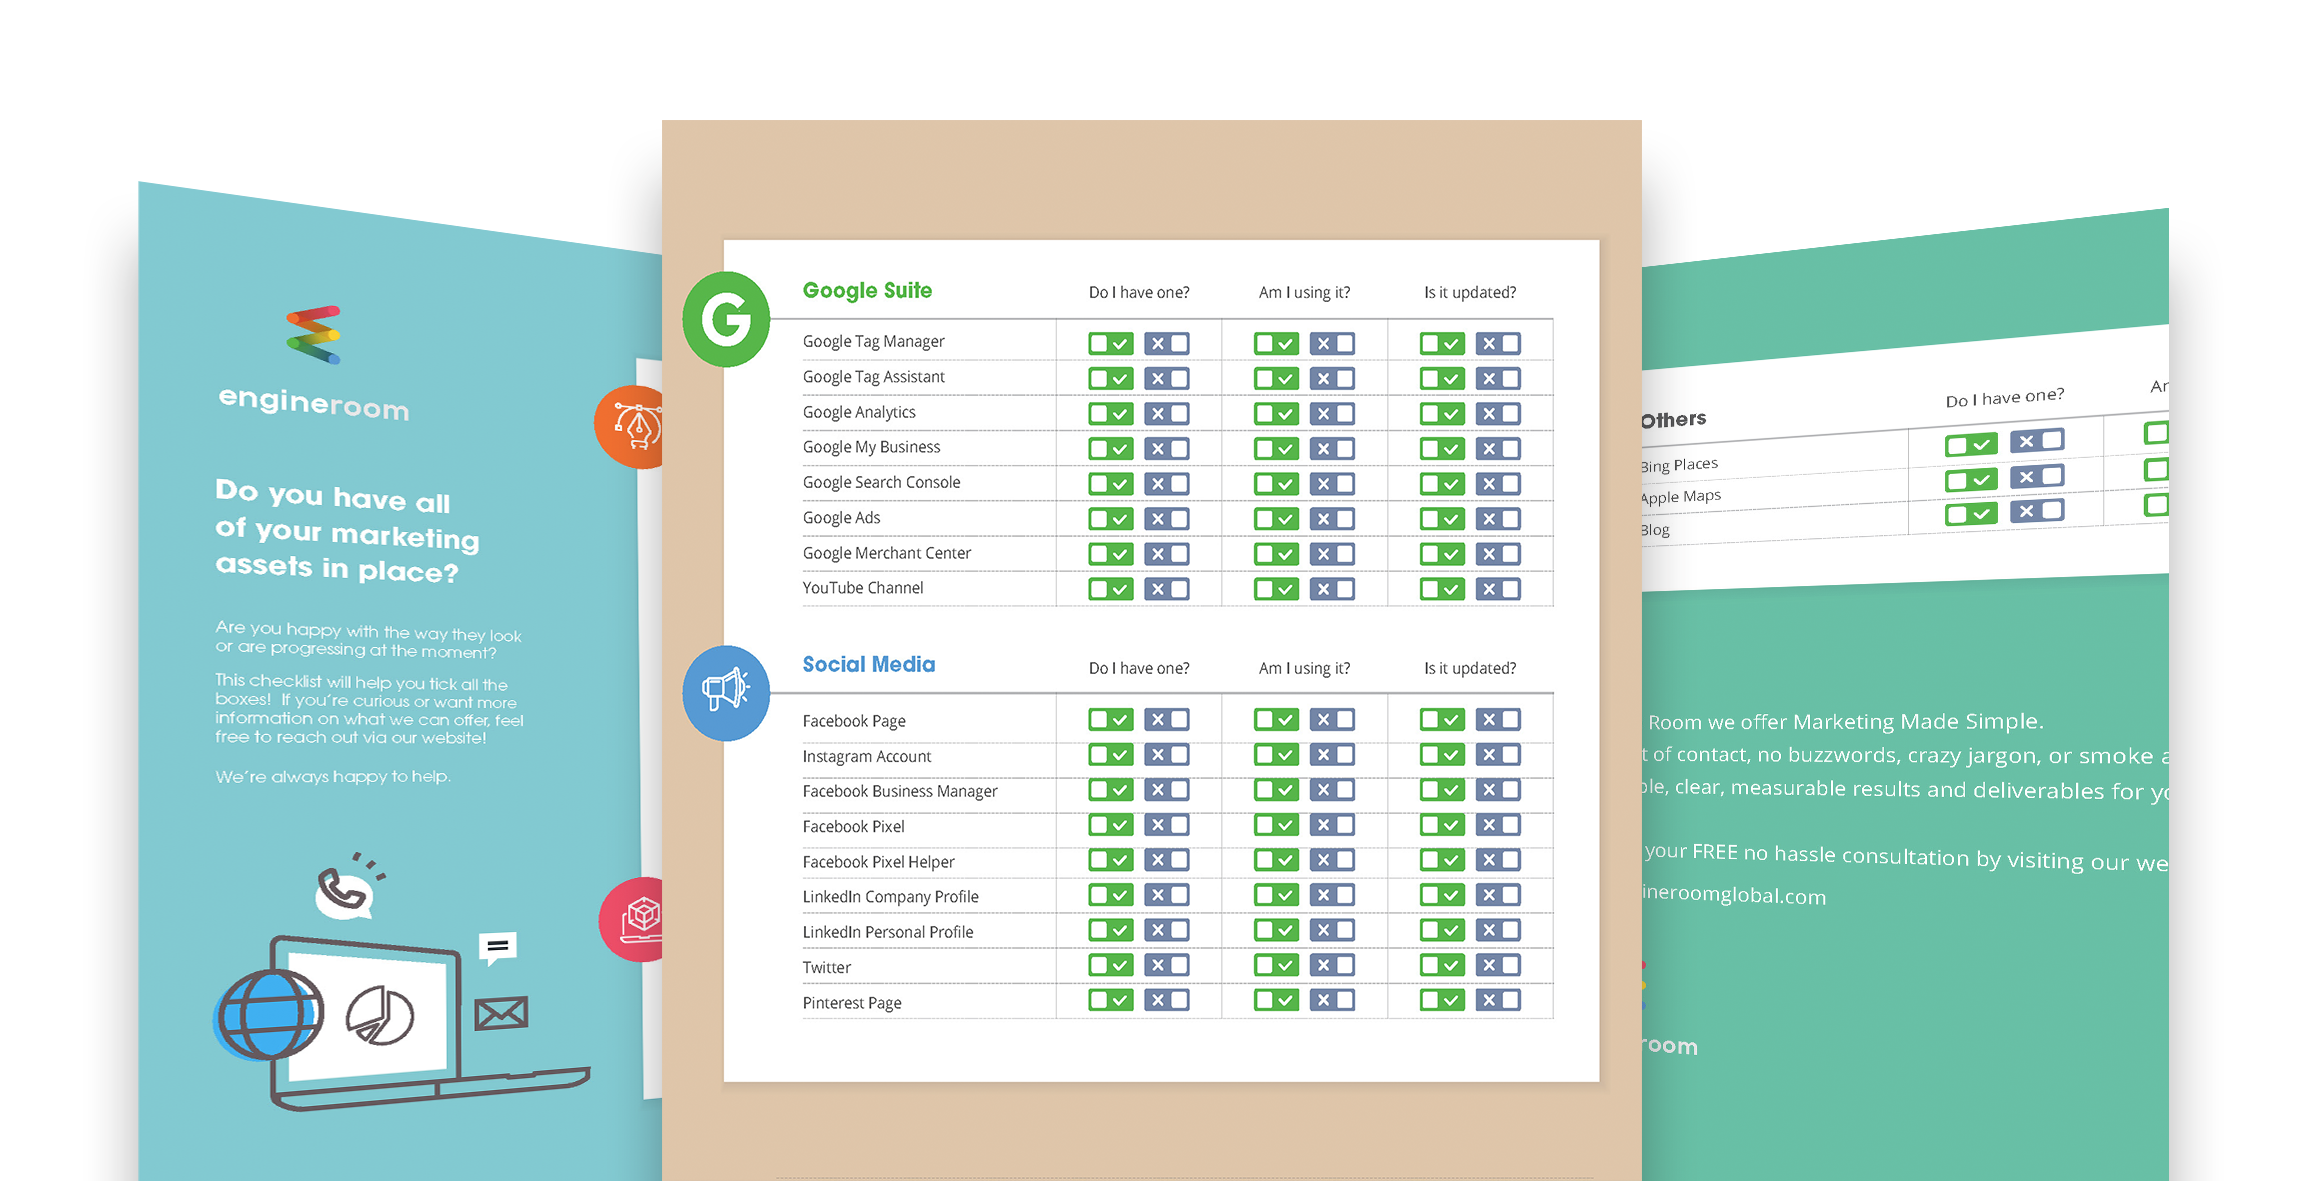 engineroom
Do you have all
of your marketing
assets in place?
Are you happy with the way they look
or are progressing at the moment?
This checklist will help you tick all the
boxes! If you're curious or want more
information on what we can offer, feel
free to reach out via our website!
We're always happy to help.
G
Google Suite Do I have one? Am I using it? Is it updated?
Google Tag Manager
Google Tag Assistant
Google Analytics
Google My Business
Google Search Console
Google Ads
Google Merchant Center
YouTube Channel
Social Media Do I have one? Am I using it? Is it updated?
Facebook Page
Instagram Account
Facebook Business Manager
Facebook Pixel
Facebook Pixel Helper
LinkedIn Company Profile
LinkedIn Personal Profile
Twitter
Pinterest Page
Others Do I have one?
Bing Places
Apple Maps
Blog
Room we offer Marketing Made Simple.
of contact, no buzzwords, crazy jargon, or smoke
clear, measurable results and deliverables for
your FREE no hassle consultation by visiting our
ineroomglobal.com
room